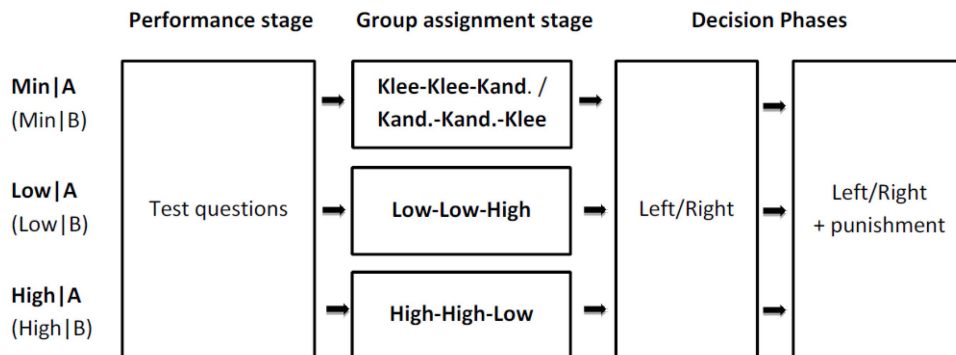 Performance stage
Group assignment stage
Decision Phases
Min|A
(Min|B)
Klee-Klee-Kand. /
Kand.-Kand.-Klee
Low|A
(Low|B)
Test questions
Low-Low-High
Left/Right
Left/Right
+ punishment
High|A
(High|B)
High-High-Low